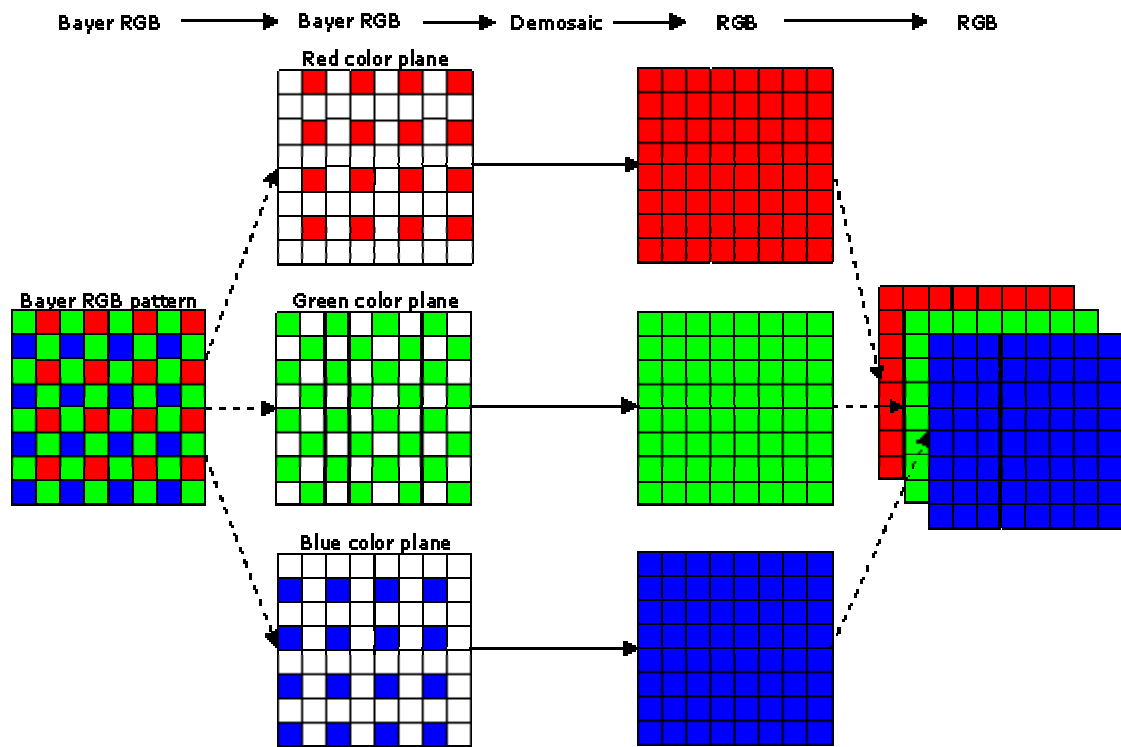 Bayer RGB Bayer RGB Demosaic RGB RGB
Red color plane
Bayer RGB pattern
Green color plane
Blue color plane